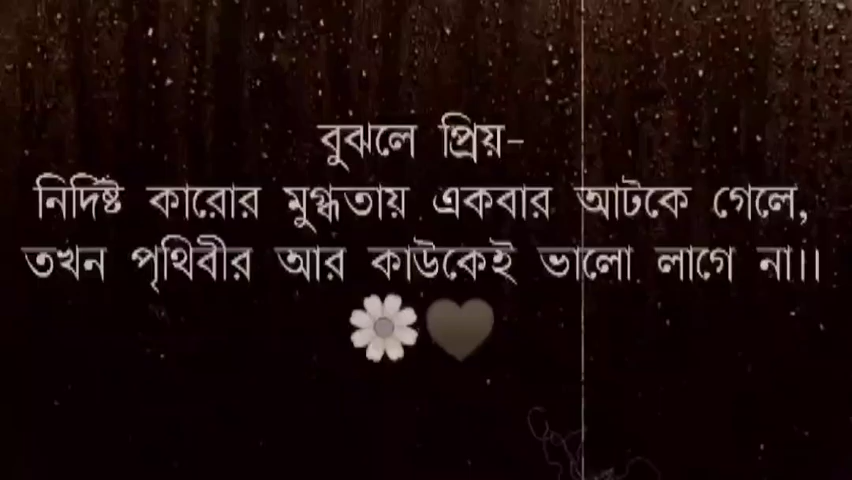 বুঝলে প্রিয়-
নির্দিষ্ট কারোর মুগ্ধতায় একবার আটকে গেলে,
তখন পৃথিবীর আর কাউকেই ভালো লাগে না।।